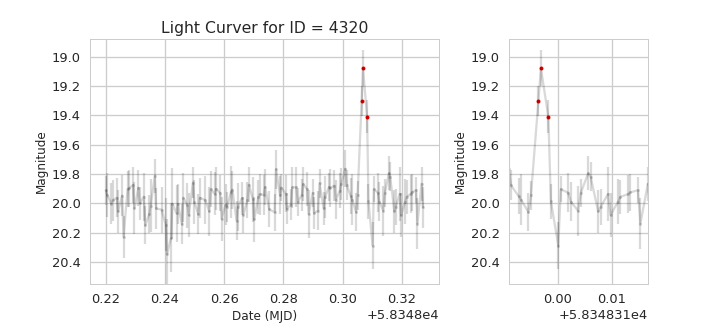 Light Curver for ID = 4320
Magnitude
19.0
19.2
19.4
19.6
19.8
20.0
20.2
20.4
0.22 0.24 0.26 0.28 0.30 0.32
Date (MJD)
+5.8348e4
Magnitude
19.0
19.2
19.4
19.6
19.8
20.0
20.2
20.4
0.00 0.01
+5.834831e4